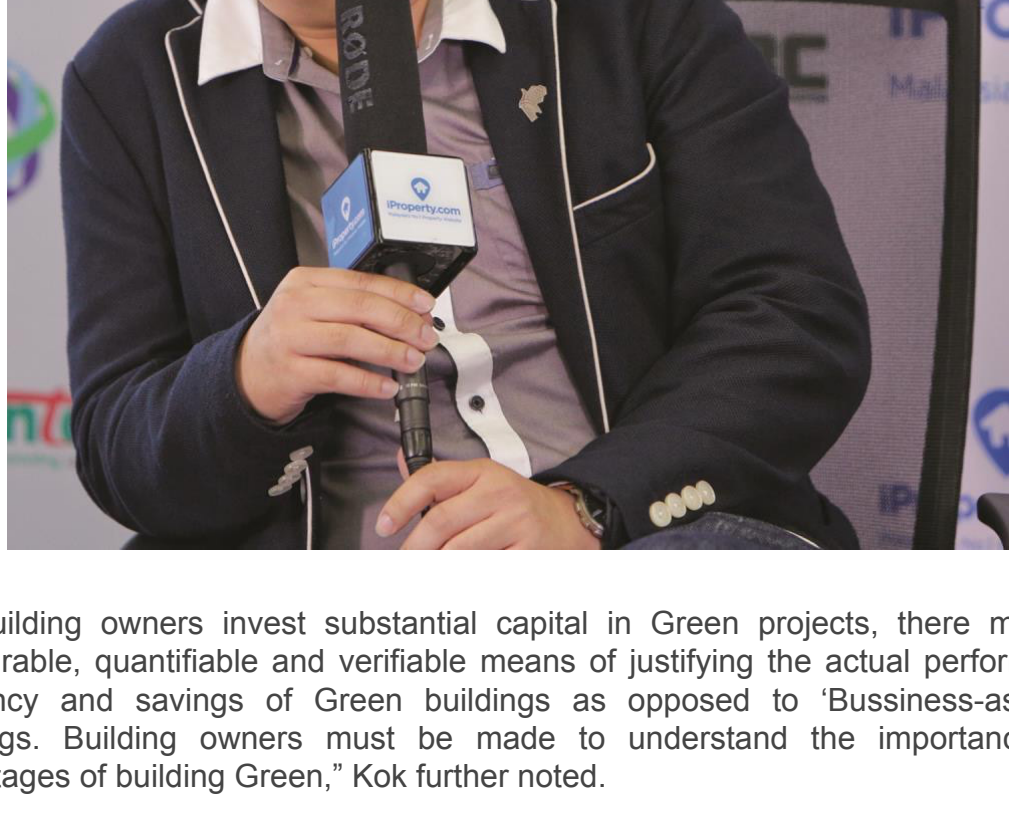 RØDE
iProperty.com
iProperty.com
uilding owners invest substantial capital in Green projects, there m
rable, quantifiable and verifiable means of justifying the actual perfor
ncy and savings of Green buildings as opposed to ‘Bussiness-as
gs. Building owners must be made to understand the importanc
tages of building Green,” Kok further noted.